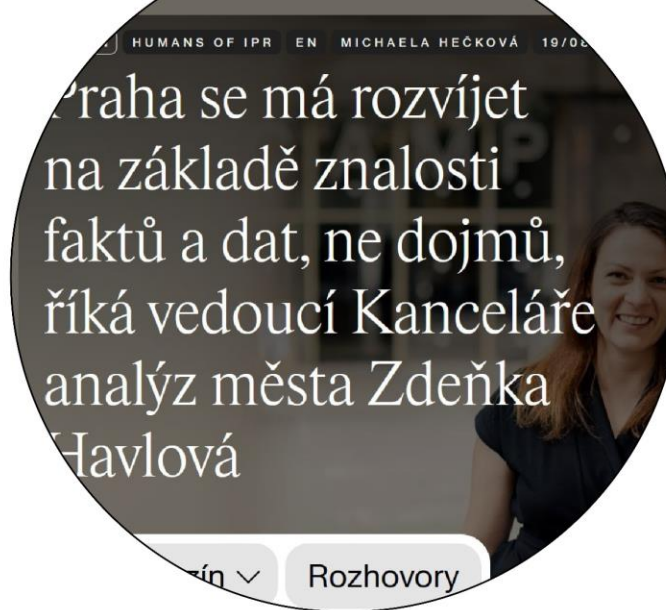 HUMANS OF IPR EN MICHAELA HEČKOVÁ
Praha se má rozvíjet
na základě znalosti
faktů a dat, ne dojmů,
říká vedoucí Kanceláře
analýz města Zdeňka
Havlová
Rozhovory